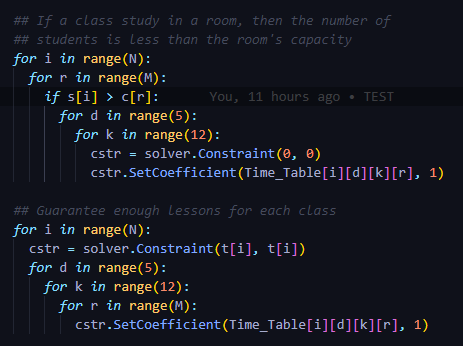 ## If a class study in a room, then the number of
## students is less than the room's capacity
for i in range(N):
  for r in range(M):
    if s[i] > c[r]:      You, 11 hours ago • TEST
      for d in range(5):
        for k in range(12):
          cstr = solver.Constraint(0, 0)
          cstr.SetCoefficient(Time_Table[i][d][k][r], 1)

## Guarantee enough Lessons for each class
for i in range(N):
  cstr = solver.Constraint(t[i], t[i])
  for d in range(5):
    for k in range(12):
      for r in range(M):
        cstr.SetCoefficient(Time_Table[i][d][k][r], 1)